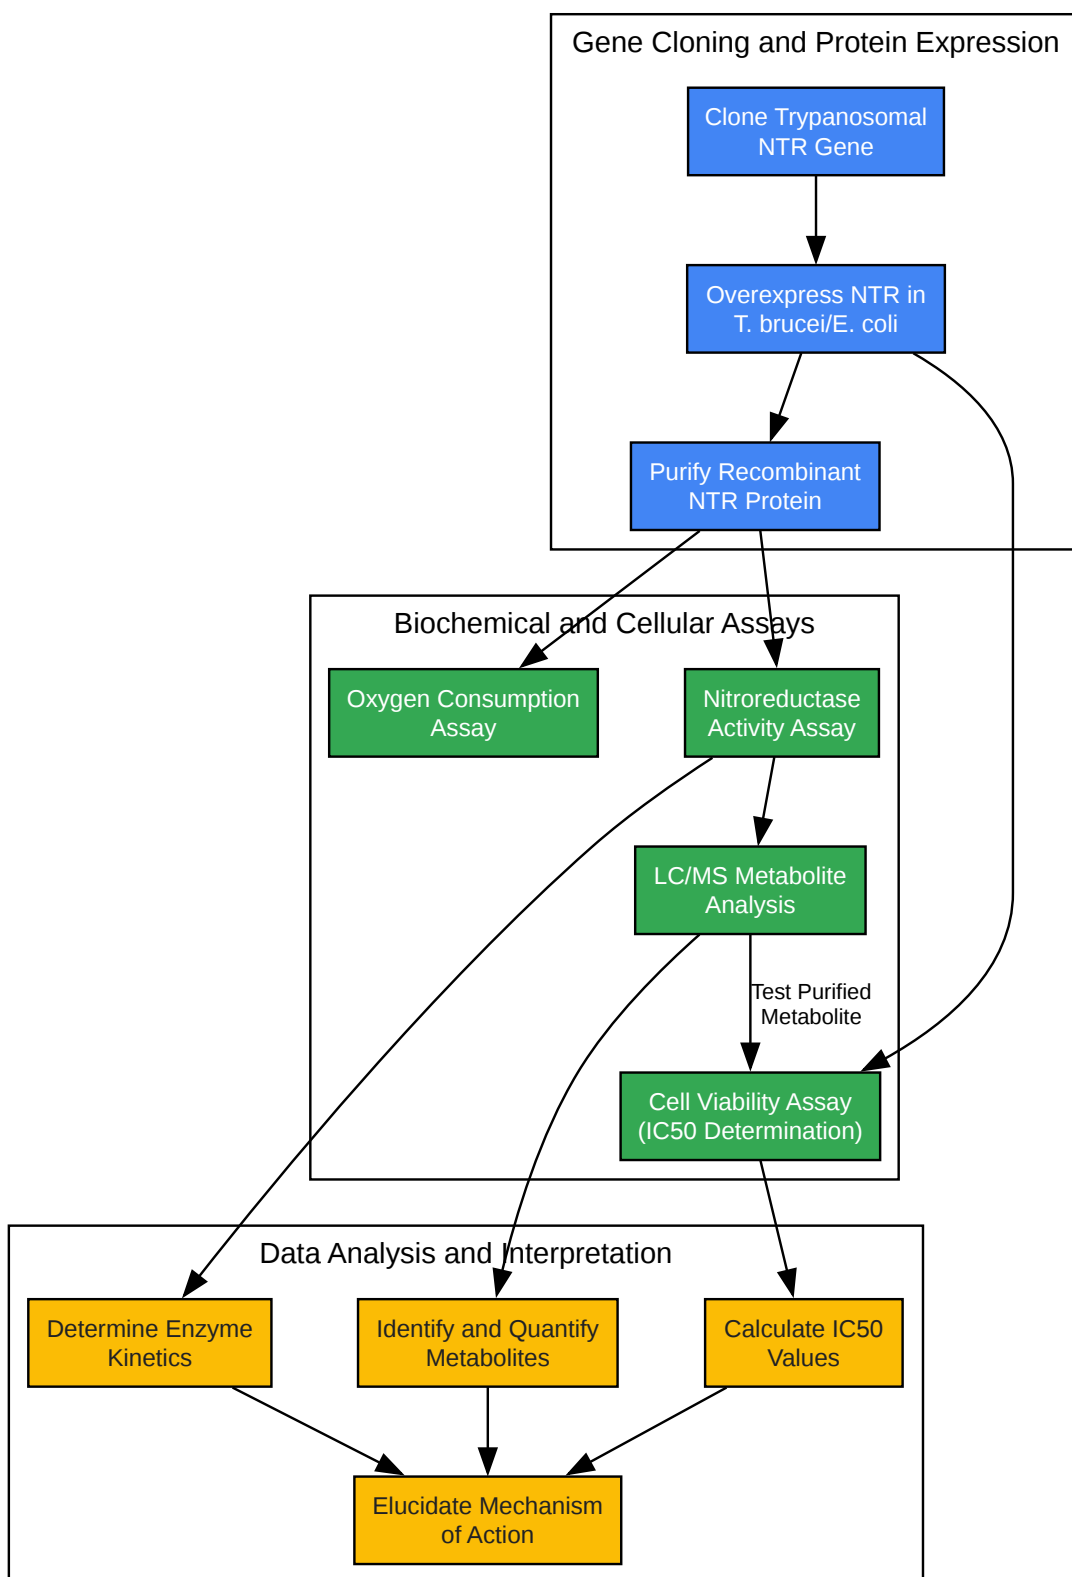 Gene Cloning and Protein Expression
Clone Trypanosomal
NTR Gene
Overexpress NTR in
T. brucei/E. coli
Purify Recombinant
NTR Protein
Biochemical and Cellular Assays
Oxygen Consumption
Assay
Nitroreductase
Activity Assay
LC/MS Metabolite
Analysis
Test Purified
Metabolite
Cell Viability Assay
(IC50 Determination)
Data Analysis and Interpretation
Determine Enzyme
Kinetics
Identify and Quantify
Metabolites
Calculate IC50
Values
Elucidate Mechanism
of Action